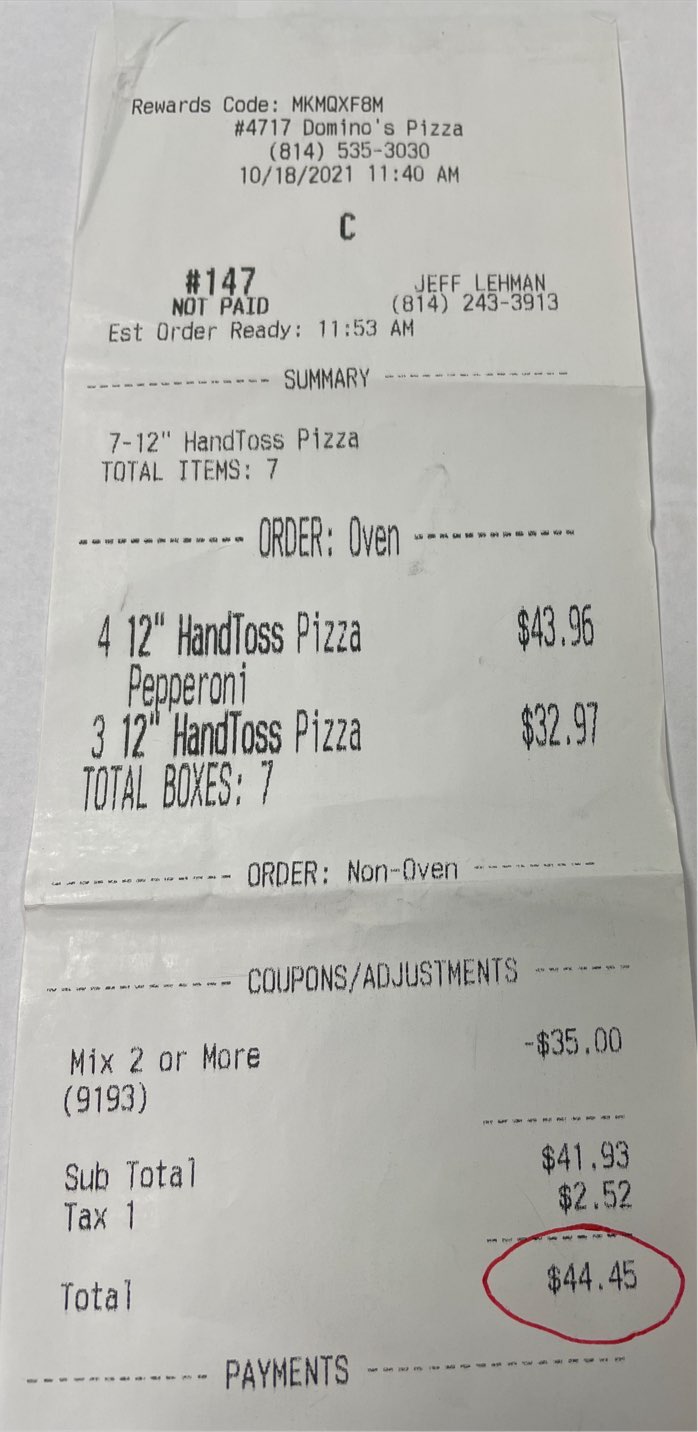 Rewards Code: MKMQXF8M
#4717 Domino's Pizza
(814) 535-3030
10/18/2021 11:40 AM
C
#147 JEFF LEHMAN
NOT PAID (814) 243-3913
Est Order Ready: 11:53 AM
--------------- SUMMARY ---------------
7-12" HandToss Pizza
TOTAL ITEMS: 7
--------------- ORDER: Oven ---------------
4 12" HandToss Pizza $43.96
Pepperoni
3 12" HandToss Pizza $32.97
TOTAL BOXES: 7
--------------- ORDER: Non-Oven ---------------
--------------- COUPONS/ADJUSTMENTS --------
Mix 2 or More -$35.00
(9193)
Sub Total $41.93
Tax 1 $2.52
Total $44.45
--------------- PAYMENTS ---------------